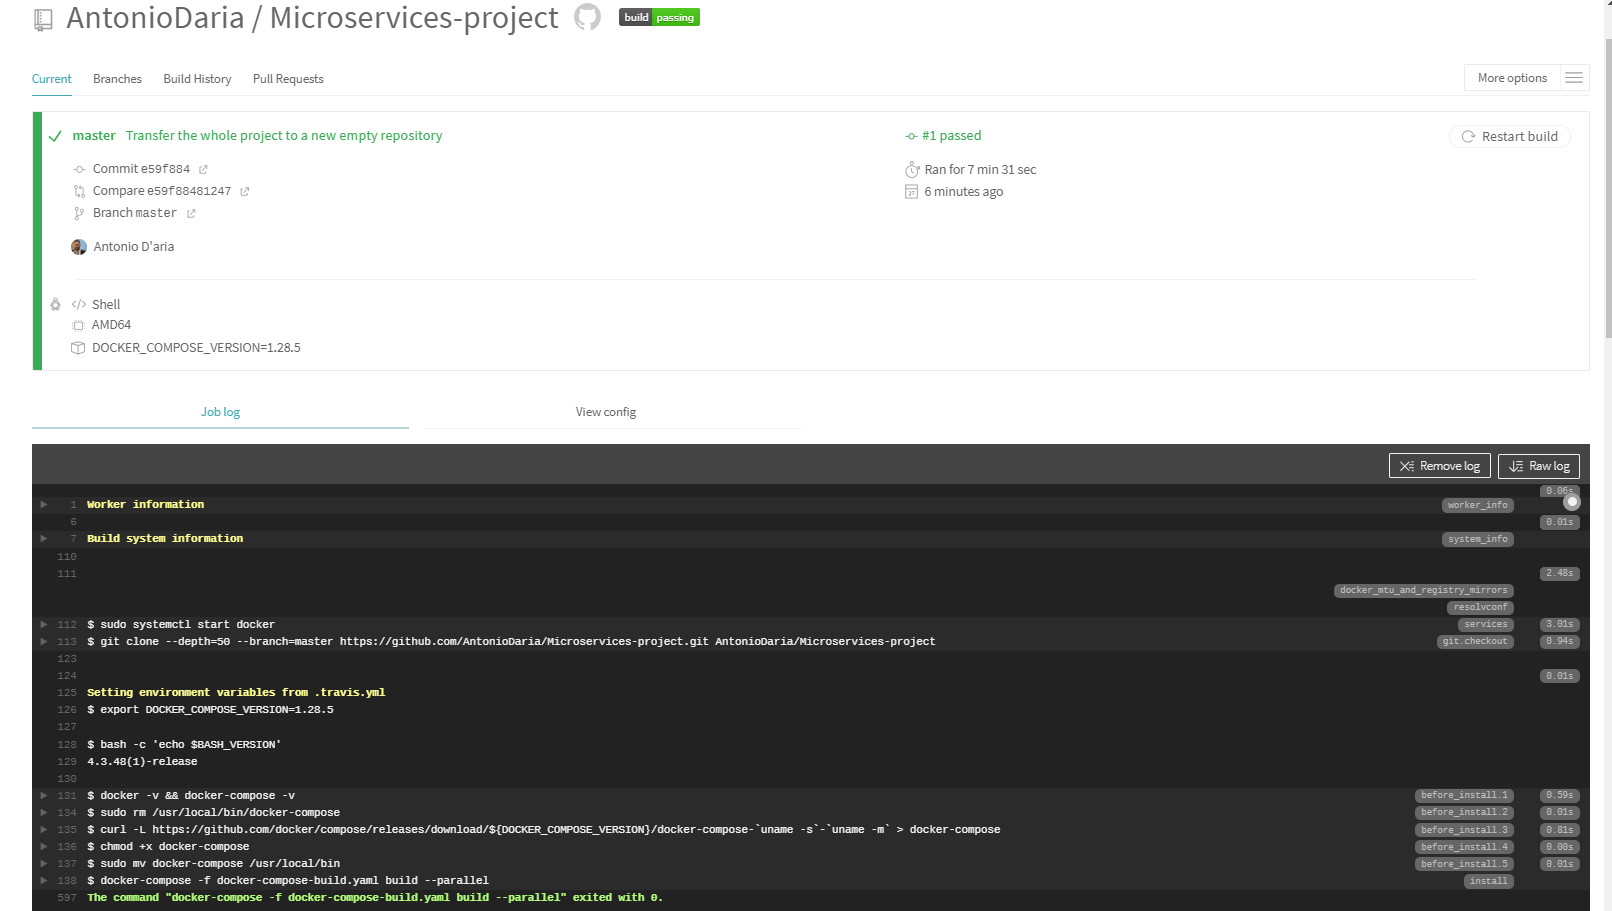 AntonioDaria / Microservices-project build passing
Current Branches Build History Pull Requests More options
master Transfer the whole project to a new empty repository
Commit e59f884
Compare e59f88481247
Branch master
Antonio D'aria
#1 passed
Ran for 7 min 31 sec
6 minutes ago
Restart build
</> Shell
AMD64
DOCKER_COMPOSE_VERSION=1.28.5
Job log View config
Remove log Raw log
0.06s
1 Worker information worker_info
6 0.01s
7 Build system information system_info
110
111 2.48s
docker_mtu_and_registry_mirrors
resolvconf
112 $ sudo systemctl start docker services 3.01s
113 $ git clone --depth=50 --branch=master https://github.com/AntonioDaria/Microservices-project.git AntonioDaria/Microservices-project git.checkout 0.94s
123
124 0.01s
125 Setting environment variables from .travis.yml
126 $ export DOCKER_COMPOSE_VERSION=1.28.5
127
128 $ bash -c 'echo $BASH_VERSION'
129 4.3.48(1)-release
130
131 $ docker -v && docker-compose -v before_install.1 0.59s
134 $ sudo rm /usr/local/bin/docker-compose before_install.2 0.01s
135 $ curl -L https://github.com/docker/compose/releases/download/${DOCKER_COMPOSE_VERSION}/docker-compose-`uname -s`-`uname -m` > docker-compose before_install.3 0.81s
136 $ chmod +x docker-compose before_install.4 0.00s
137 $ sudo mv docker-compose /usr/local/bin before_install.5 0.01s
138 $ docker-compose -f docker-compose-build.yaml build --parallel install
597 The command "docker-compose -f docker-compose-build.yaml build --parallel" exited with 0.